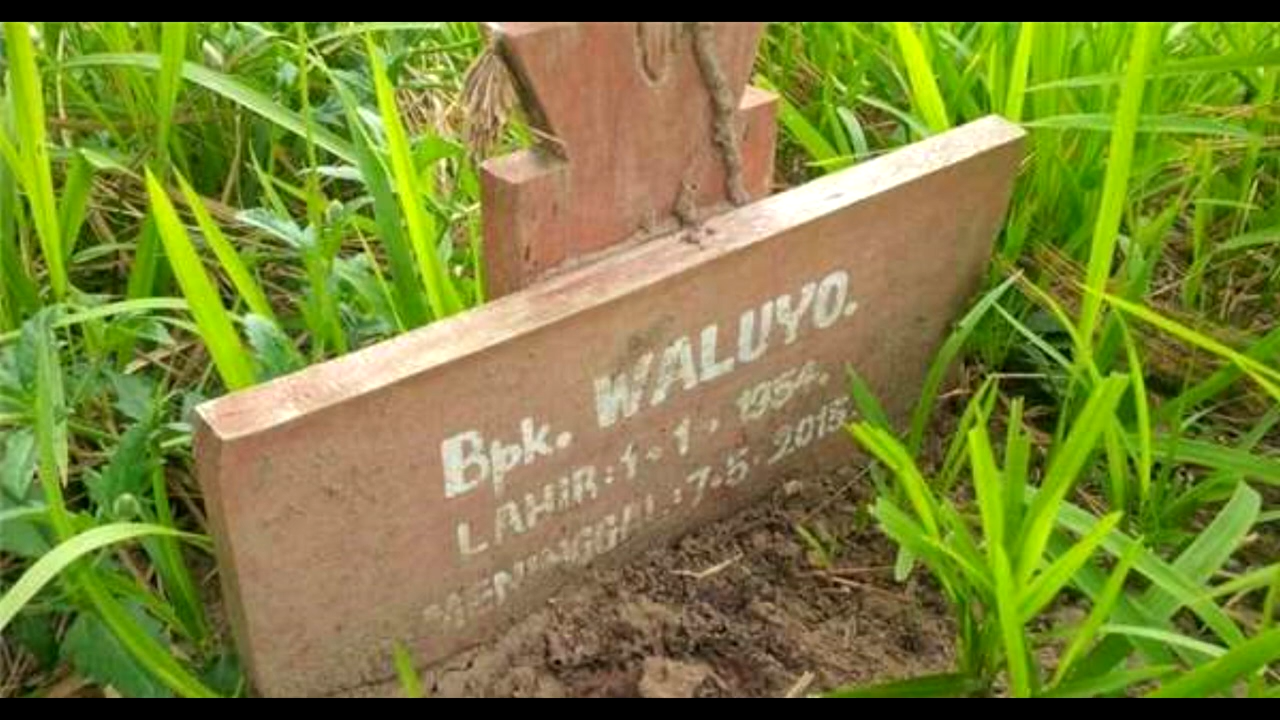 Bpk. WALUYO.
LAHIR: 1 - 1 . 1954.
MENINGGAL: 7-5-2015.